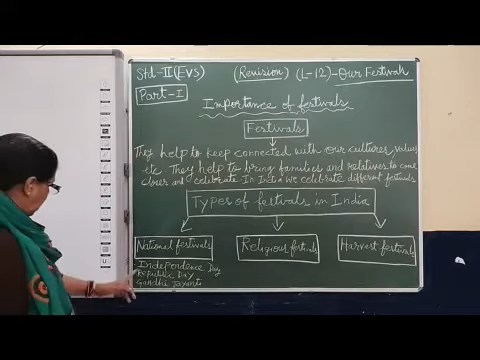 Std-II (EVS) (Revision) (L-12)-Our Festivals
Part-I
Importance of festivals
Festivals
They help to keep connected with our cultures, values
etc. They help to bring families and relatives to come
closer and celebrate In India we celebrate different festivals
Types of festivals in India
National festivals Religious festivals Harvest festivals
Independence Day
Republic Day
Gandhi Jayanti